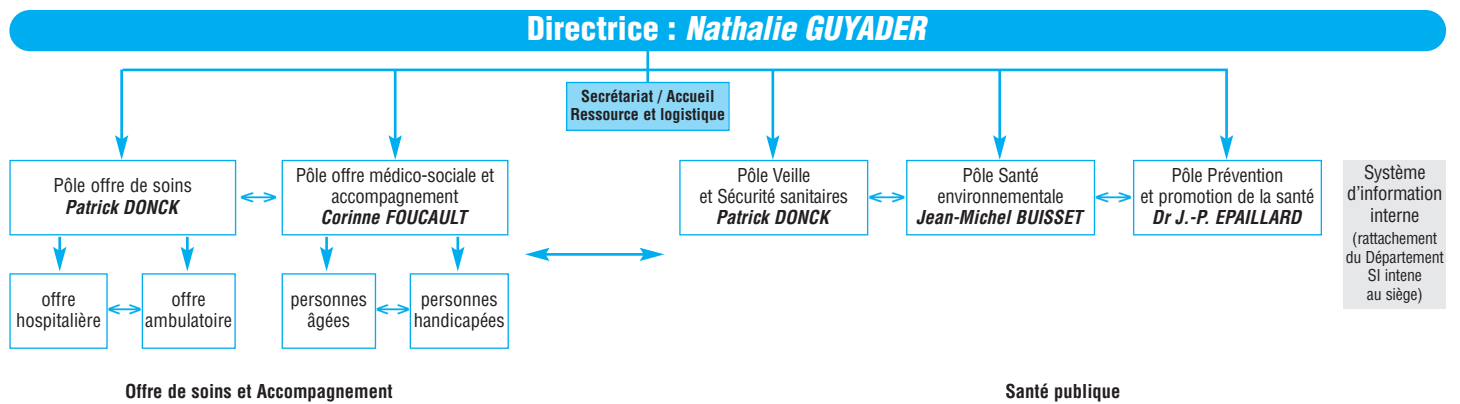 Directrice : Nathalie GUYADER
Secrétariat / Accueil
Ressource et logistique
Pôle offre de soins
Patrick DONCK
Pôle offre médico-sociale et
accompagnement
Corinne FOUCAULT
Pôle Veille
et Sécurité sanitaires
Patrick DONCK
Pôle Santé
environnementale
Jean-Michel BUISSET
Pôle Prévention
et promotion de la santé
Dr J.-P. EPAILLARD
Système
d’information
interne
(rattachement
du Département
SI intene
au siège)
offre
hospitalière
offre
ambulatoire
personnes
âgées
personnes
handicapées
Offre de soins et Accompagnement
Santé publique